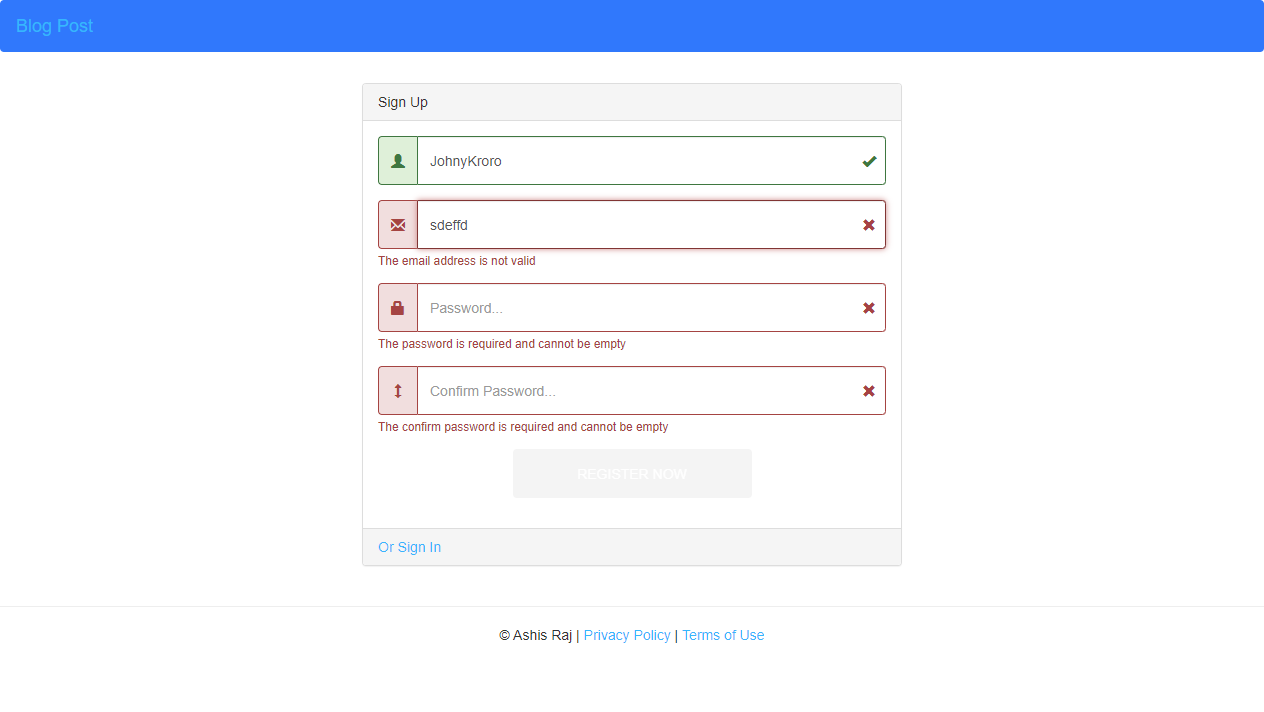 Blog Post
Sign Up
JohnyKroro
sdeffd
The email address is not valid
Password...
The password is required and cannot be empty
Confirm Password...
The confirm password is required and cannot be empty
REGISTER NOW
Or Sign In
© Ashis Raj | Privacy Policy | Terms of Use